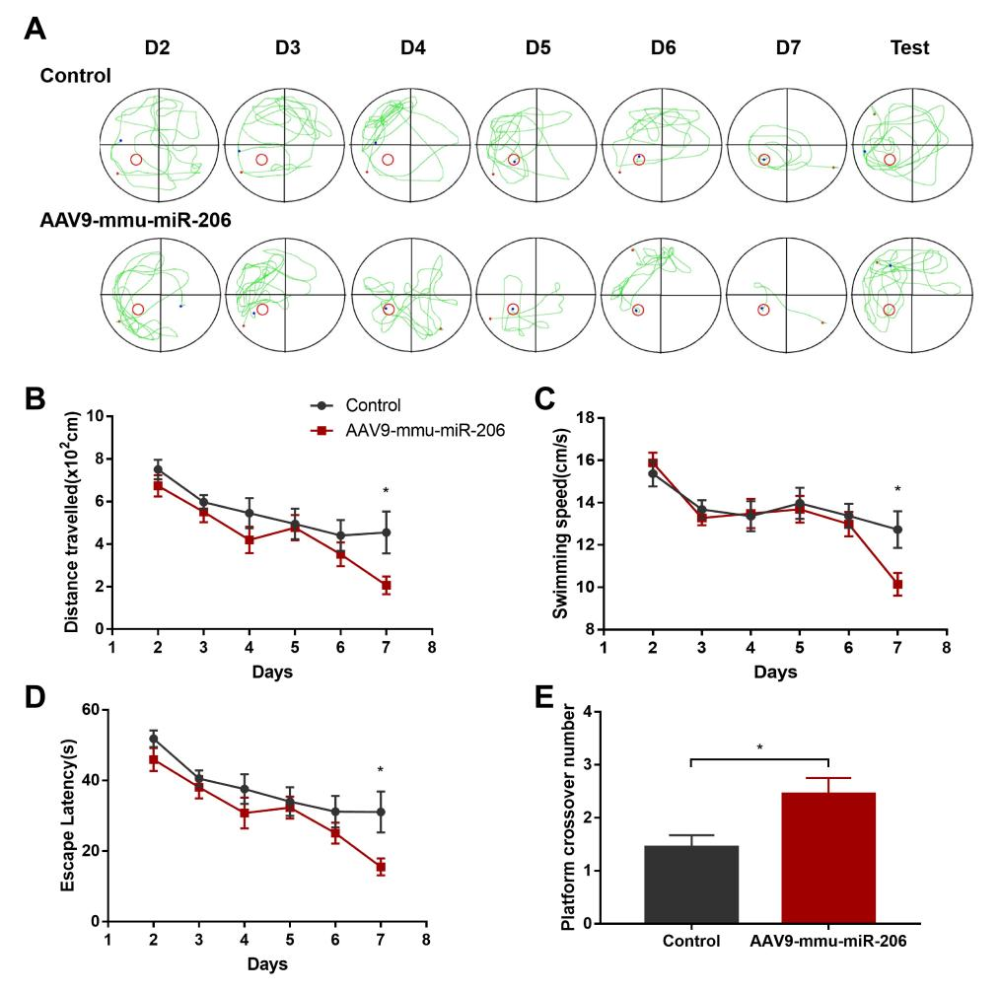 A
D2 D3 D4 D5 D6 D7 Test
Control
AAV9-mmu-miR-206
B
Distance travelled(x10²cm)
10
8
6
4
2
0
1 2 3 4 5 6 7 8
Days
Control
AAV9-mmu-miR-206
*
C
Swimming speed(cm/s)
18
16
14
12
10
8
1 2 3 4 5 6 7 8
Days
*
D
Escape Latency(s)
60
40
20
0
1 2 3 4 5 6 7 8
Days
*
E
Platform crossover number
4
3
2
1
0
*
Control AAV9-mmu-miR-206